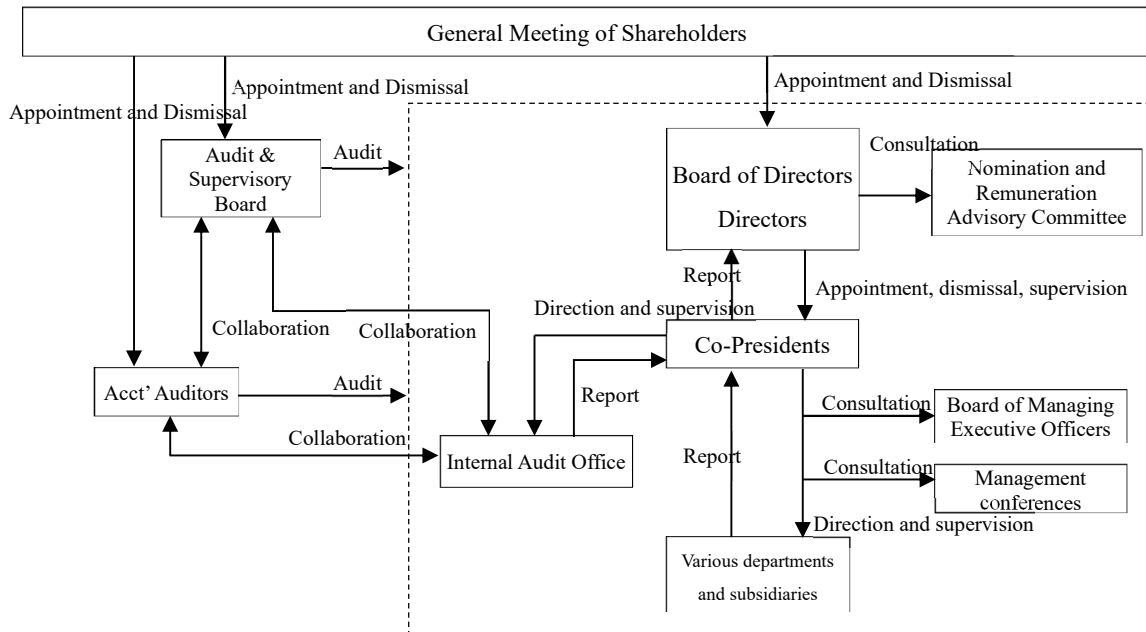 General Meeting of Shareholders
Appointment and Dismissal
Appointment and Dismissal
Appointment and Dismissal
Audit &
Supervisory
Board
Audit
Board of Directors
Directors
Consultation
Nomination and
Remuneration
Advisory Committee
Report
Appointment, dismissal, supervision
Direction and supervision
Collaboration
Collaboration
Co-Presidents
Acct’ Auditors
Audit
Report
Consultation
Board of Managing
Executive Officers
Collaboration
Internal Audit Office
Report
Consultation
Management
conferences
Direction and supervision
Various departments
and subsidiaries